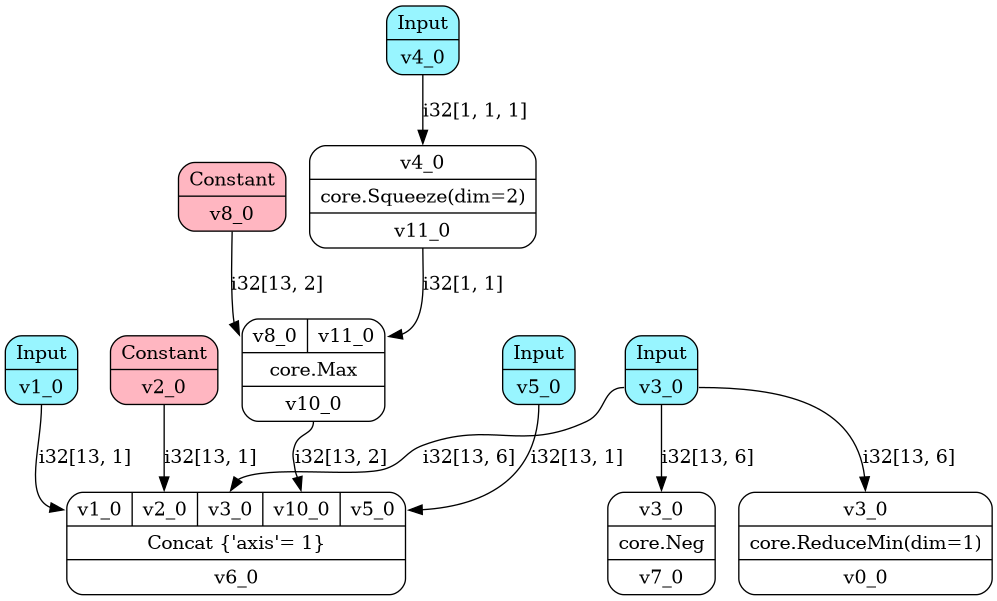 Input
v4_0
i32[1, 1, 1]
v4_0
core.Squeeze(dim=2)
v11_0
Constant
v8_0
i32[13, 2]
i32[1, 1]
Input
v1_0
Constant
v2_0
v8_0 v11_0
core.Max
v10_0
Input
v5_0
Input
v3_0
i32[13, 1]
i32[13, 1]
i32[13, 2]
i32[13, 6]
i32[13, 1]
i32[13, 6]
i32[13, 6]
v1_0 v2_0 v3_0 v10_0 v5_0
Concat {'axis'= 1}
v6_0
v3_0
core.Neg
v7_0
v3_0
core.ReduceMin(dim=1)
v0_0